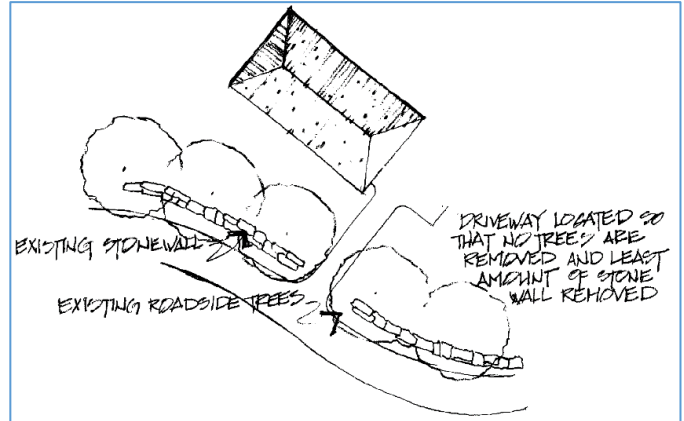 EXISTING STONEWALL
EXISTING ROADSIDE TREES
DRIVEWAY LOCATED SO
THAT NO TREES ARE
REMOVED AND LEAST
AMOUNT OF STONE
WALL REMOVED